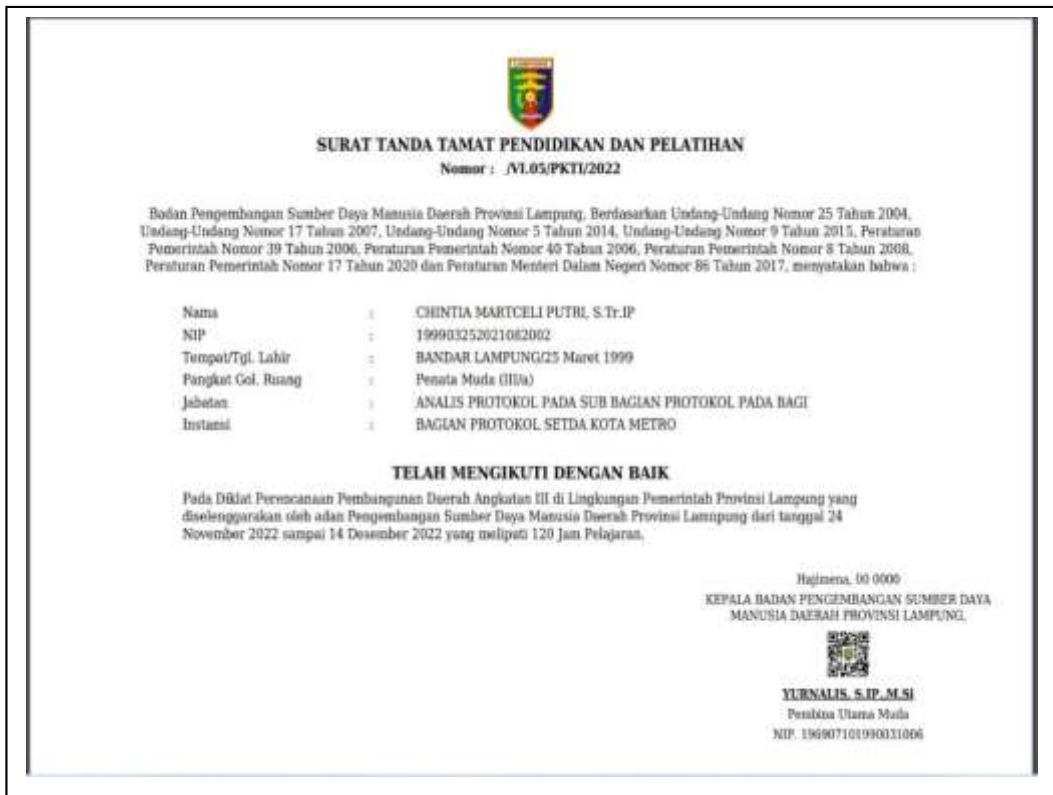 LAMPUNG
SURAT TANDA TAMAT PENDIDIKAN DAN PELATIHAN
Nomor : /VI.05/PKTI/2022
Badan Pengembangan Sumber Daya Manusia Daerah Provinsi Lampung, Berdasarkan Undang-Undang Nomor 25 Tahun 2004,
Undang-Undang Nomor 17 Tahun 2007, Undang-Undang Nomor 5 Tahun 2014, Undang-Undang Nomor 9 Tahun 2015, Peraturan
Pemerintah Nomor 39 Tahun 2006, Peraturan Pemerintah Nomor 40 Tahun 2006, Peraturan Pemerintah Nomor 8 Tahun 2008,
Peraturan Pemerintah Nomor 17 Tahun 2020 dan Peraturan Menteri Dalam Negeri Nomor 86 Tahun 2017, menyatakan bahwa :
Nama : CHINTIA MARTCELI PUTRI, S.Tr.IP
NIP : 199903252021082002
Tempat/Tgl. Lahir : BANDAR LAMPUNG/25 Maret 1999
Pangkat Gol. Ruang : Penata Muda (III/a)
Jabatan : ANALIS PROTOKOL PADA SUB BAGIAN PROTOKOL PADA BAGI
Instansi : BAGIAN PROTOKOL SETDA KOTA METRO
TELAH MENGIKUTI DENGAN BAIK
Pada Diklat Perencanaan Pembangunan Daerah Angkatan III di Lingkungan Pemerintah Provinsi Lampung yang
diselenggarakan oleh adan Pengembangan Sumber Daya Manusia Daerah Provinsi Lamnpung dari tanggal 24
November 2022 sampai 14 Desember 2022 yang melipati 120 Jam Pelajaran.
Hajimena, 00 0000
KEPALA BADAN PENGEMBANGAN SUMBER DAYA
MANUSIA DAERAH PROVINSI LAMPUNG,
YURNALIS, S.IP.,M.Si
Pembina Utama Muda
NIP. 196907101990031006